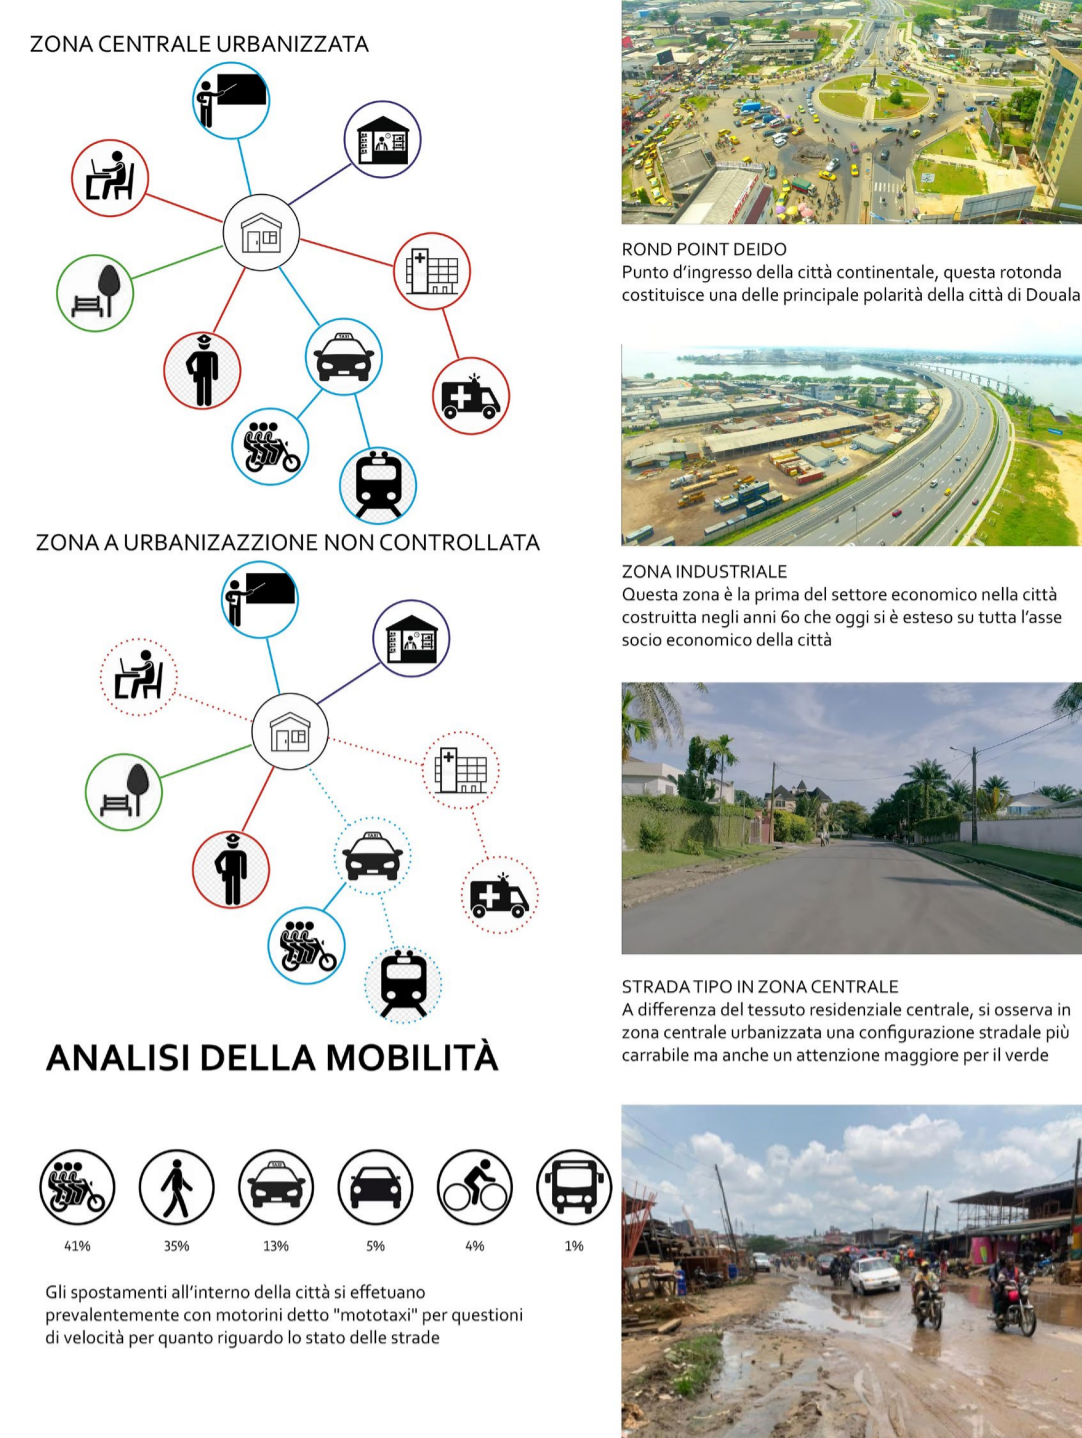 ZONA CENTRALE URBANIZZATA
TAXI
ZONA A URBANIZAZZIONE NON CONTROLLATA
TAXI
ANALISI DELLA MOBILITÀ
TAXI
41%
35%
13%
5%
4%
1%
Gli spostamenti all'interno della città si effetuano
prevalentemente con motorini detto "mototaxi" per questioni
di velocità per quanto riguardo lo stato delle strade
ROND POINT DEIDO
Punto d'ingresso della città continentale, questa rotonda
costituisce una delle principale polarità della città di Douala
ZONA INDUSTRIALE
Questa zona è la prima del settore economico nella città
costruitta negli anni 60 che oggi si è esteso su tutta l'asse
socio economico della città
STRADA TIPO IN ZONA CENTRALE
A differenza del tessuto residenziale centrale, si osserva in
zona centrale urbanizzata una configurazione stradale più
carrabile ma anche un attenzione maggiore per il verde